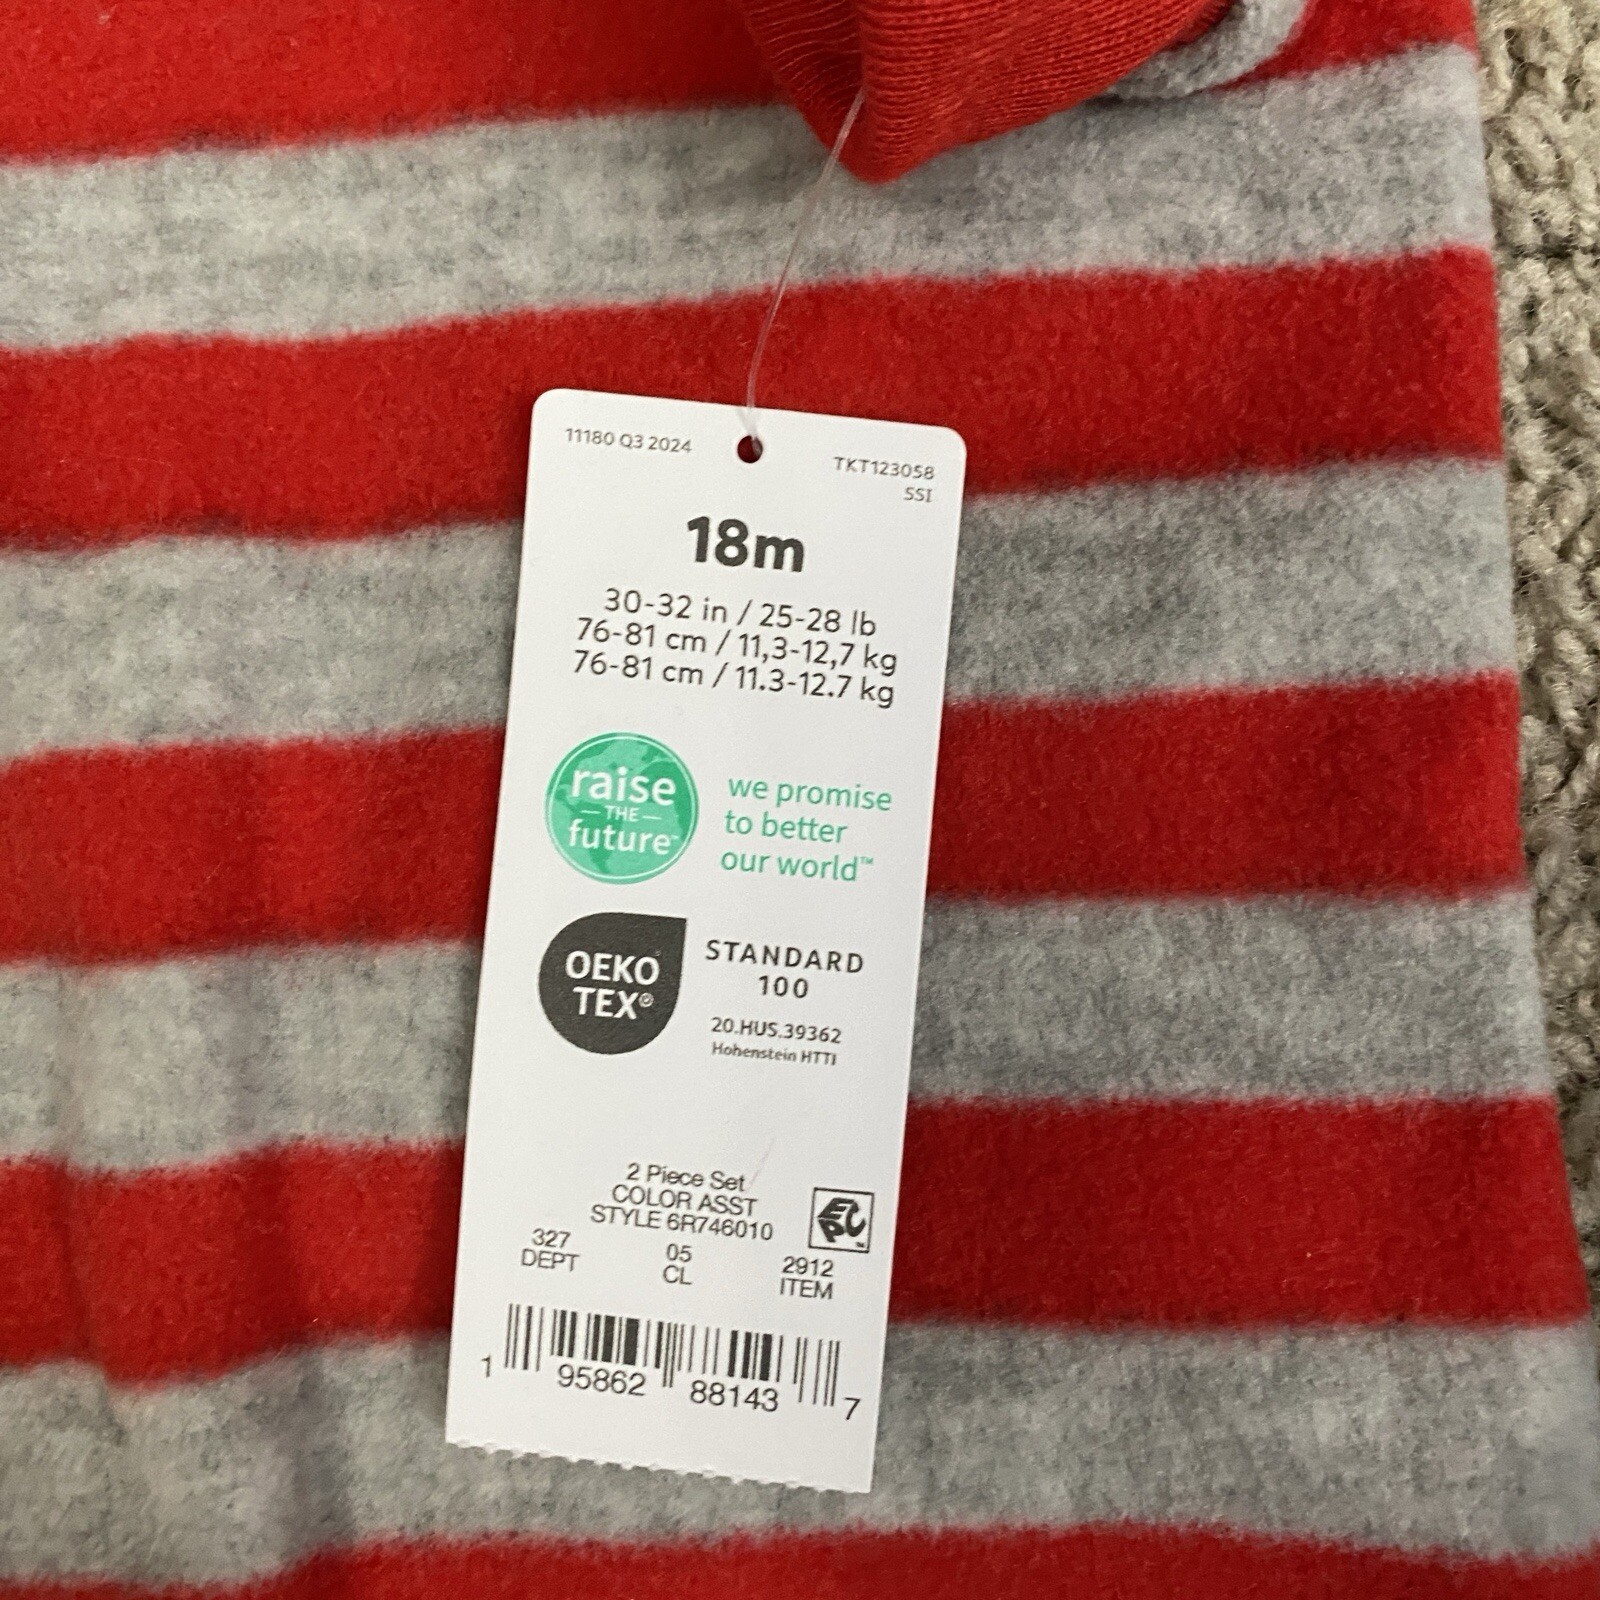 11180 Q3 2024
TKT123058
SSI
18m
30-32 in / 25-28 lb
76-81 cm / 11,3-12,7 kg
76-81 cm / 11.3-12.7 kg
raise
THE
future™
we promise
to better
our world™
OEKO
TEX®
STANDARD
100
20.HUS.39362
Hohenstein HTTI
2 Piece Set
COLOR ASST
STYLE 6R746010
EPC™
327
DEPT
05
CL
2912
ITEM
1 95862 88143 7